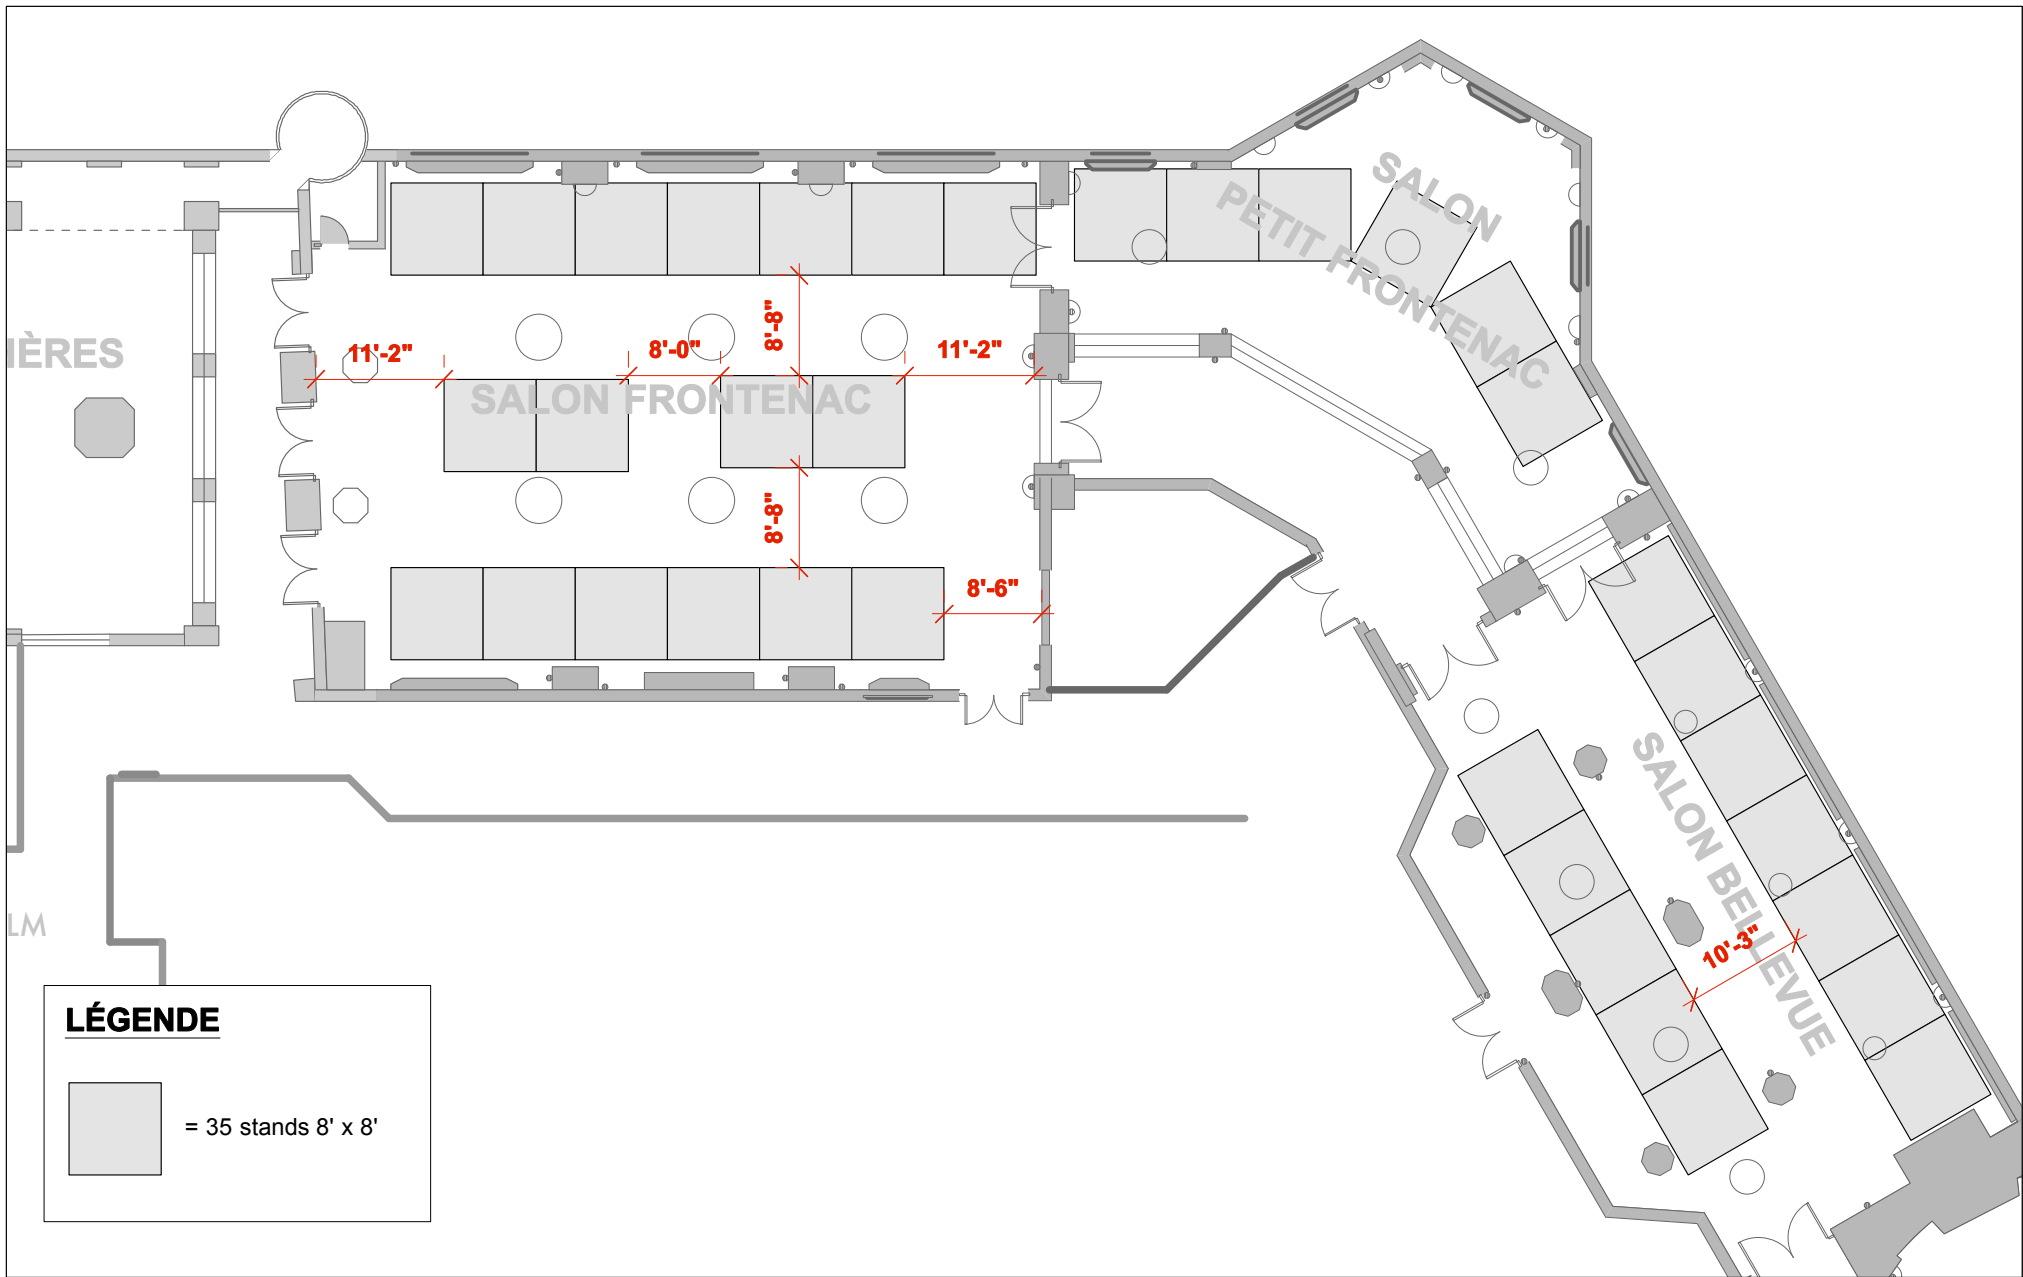 SALON
PETIT FRONTENAC
IÈRES
11'-2"
8'-0"
8'-8"
11'-2"
SALON FRONTENAC
8'-8"
8'-6"
SALON BELLEVUE
10'-3"
LM
LÉGENDE
= 35 stands 8' x 8'